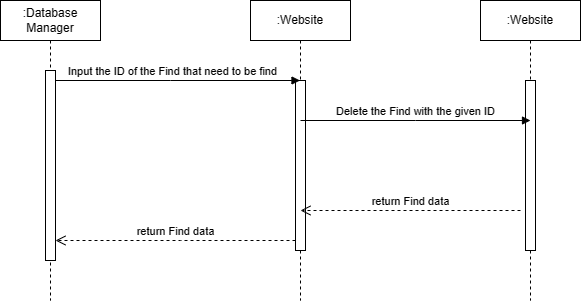 :Database
Manager
:Website
:Website
Input the ID of the Find that need to be find
Delete the Find with the given ID
return Find data
return Find data